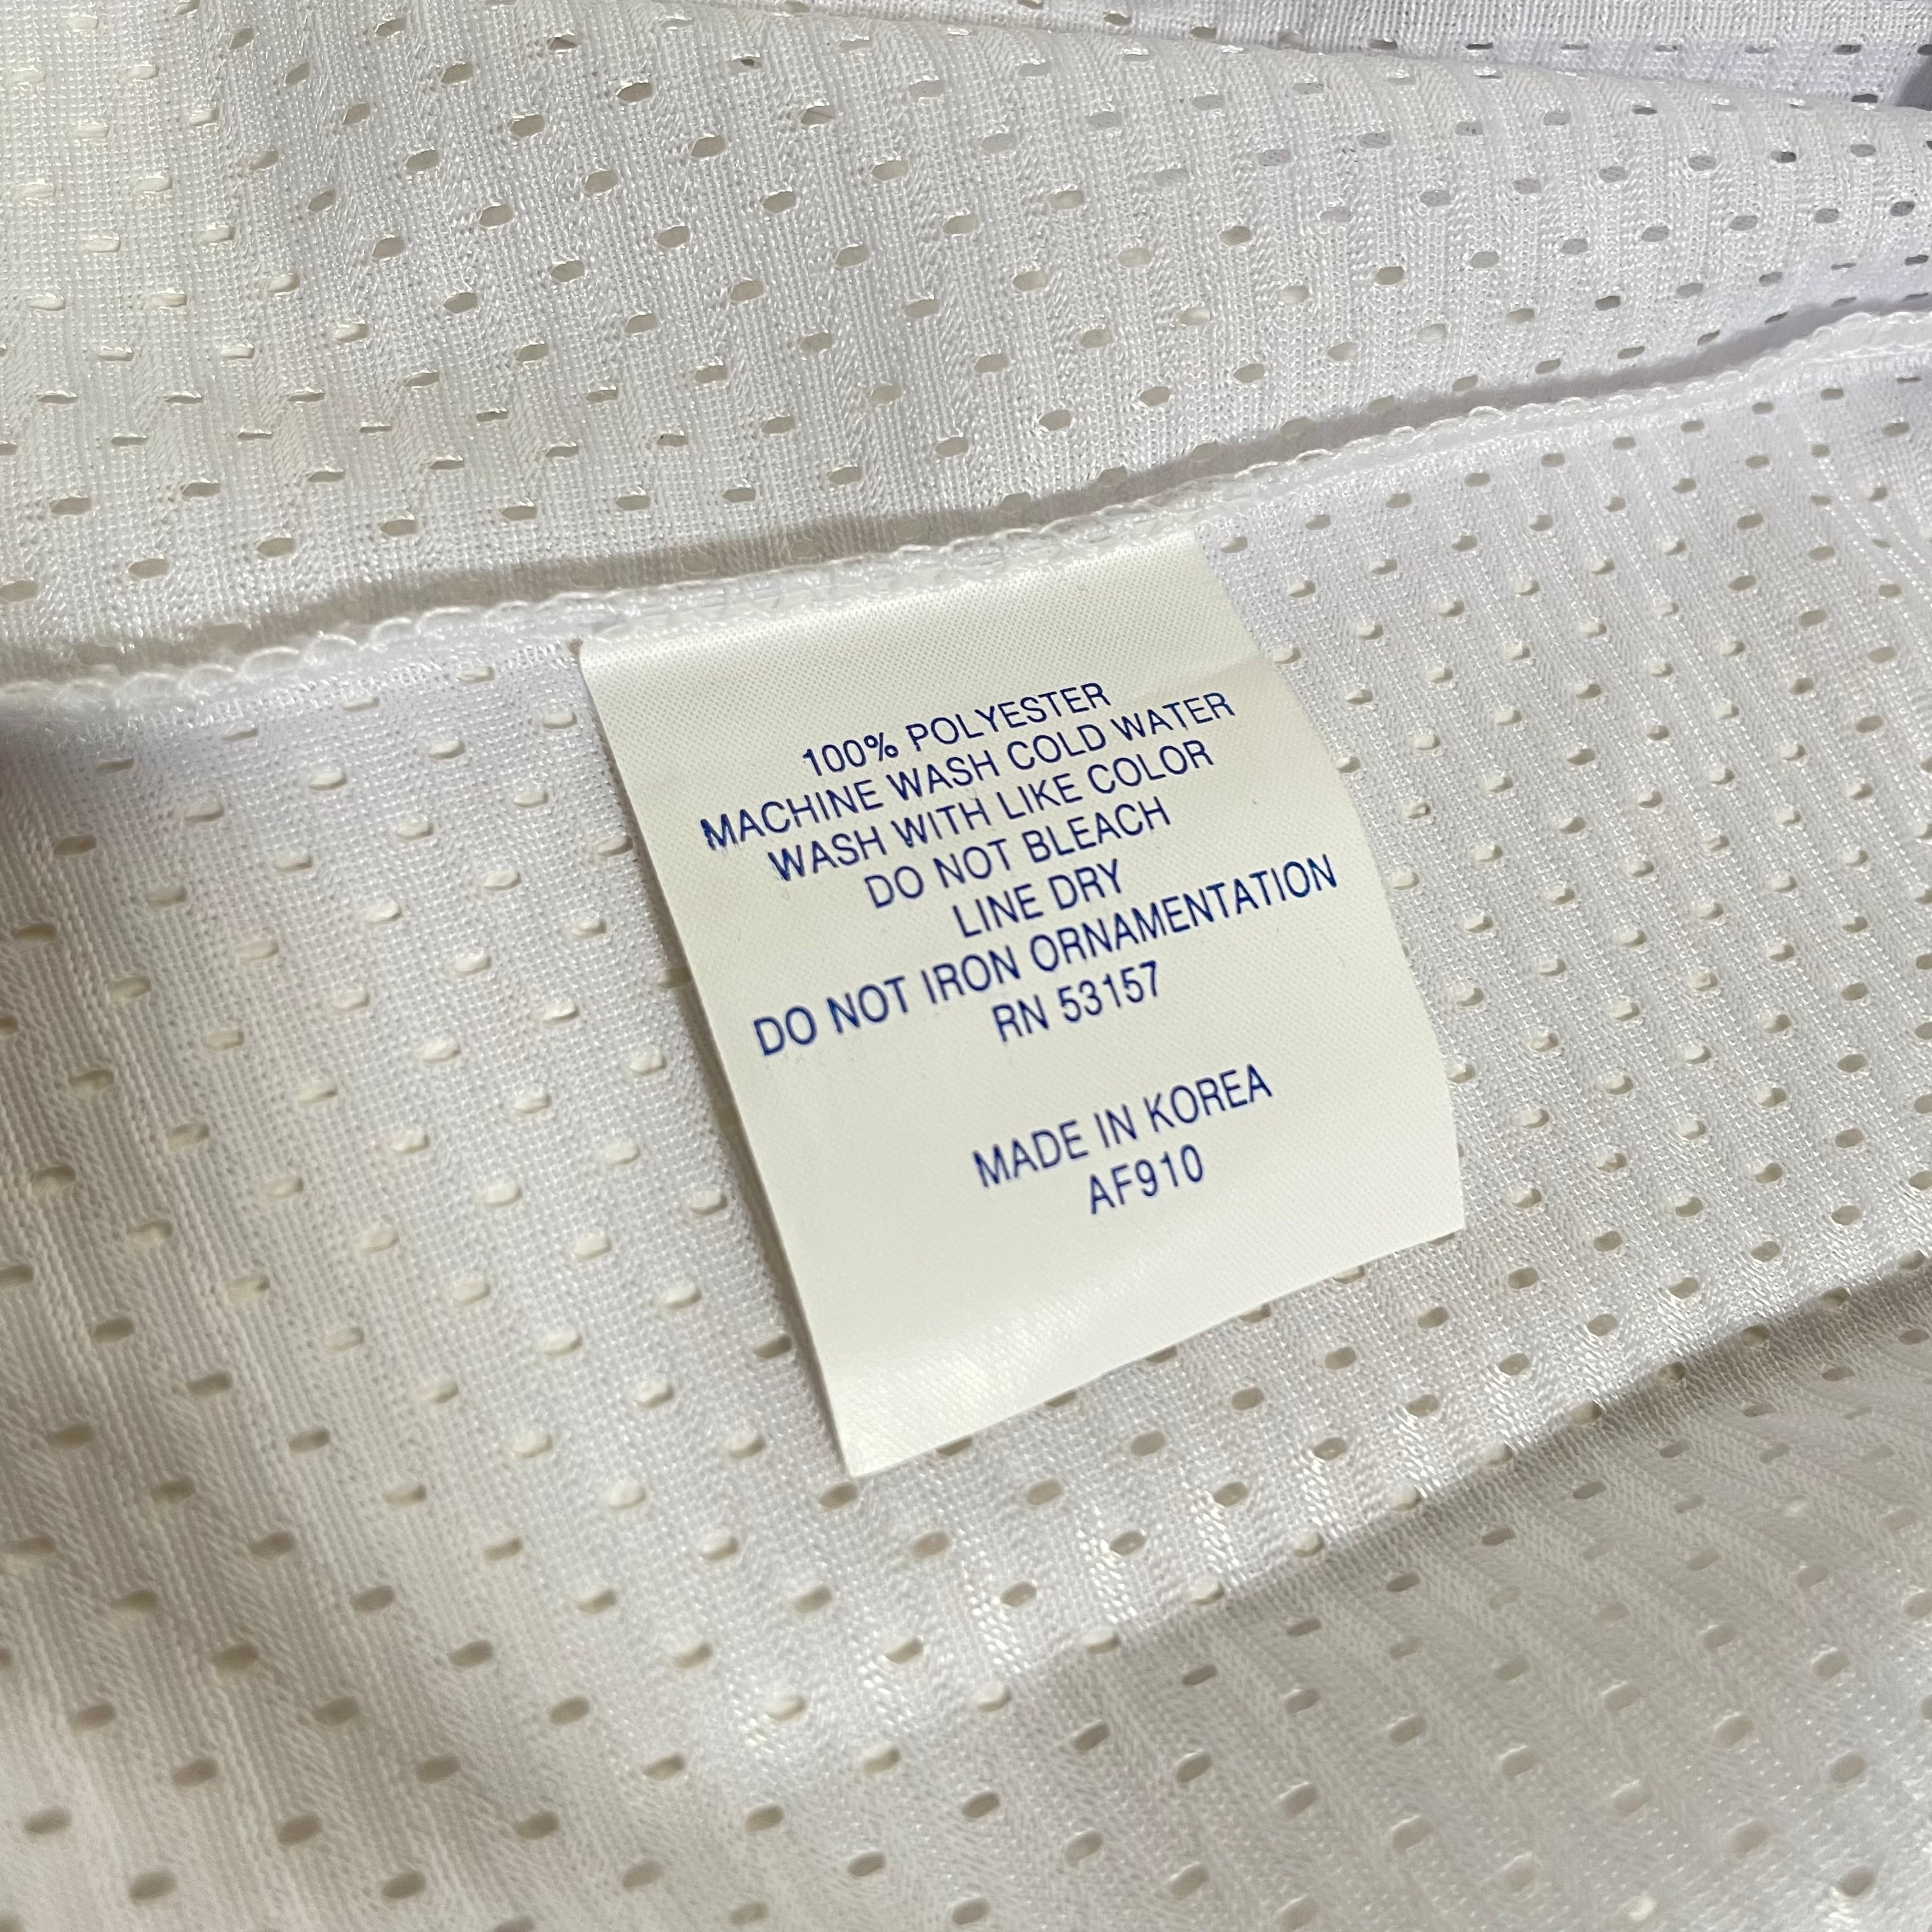 100% POLYESTER
MACHINE WASH COLD WATER
WASH WITH LIKE COLOR
DO NOT BLEACH
LINE DRY
DO NOT IRON ORNAMENTATION
RN 53157
MADE IN KOREA
AF910